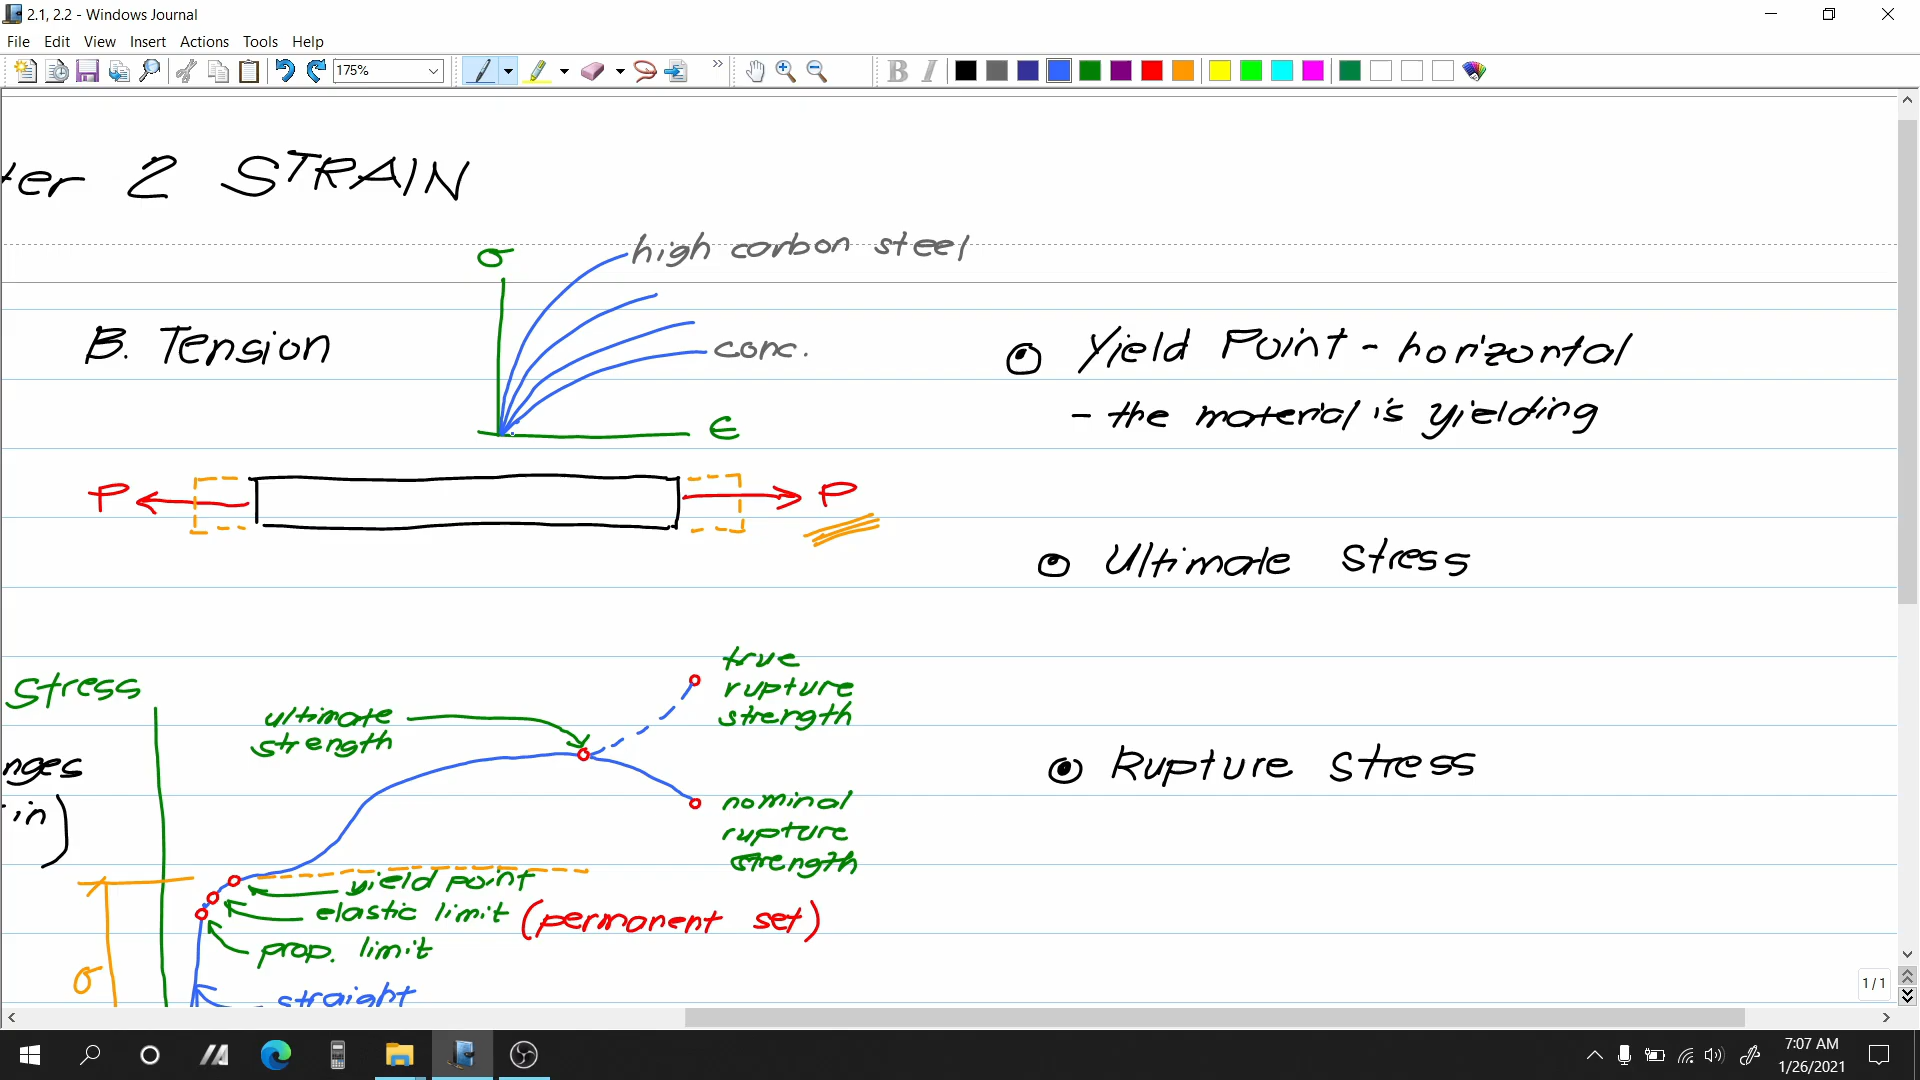 2.1, 2.2 - Windows Journal
File Edit View Insert Actions Tools Help
175%
B I
ter 2 STRAIN
σ
high carbon steel
conc.
ϵ
B. Tension
P
P
Yield Point - horizontal
- the material is yielding
Ultimate Stress
Rupture Stress
Stress
nges
in)
ultimate
strength
true
rupture
strength
nominal
rupture
strength
yield point
elastic limit (permanent set)
prop. limit
σ
straight
1 / 1
7:07 AM
1/26/2021